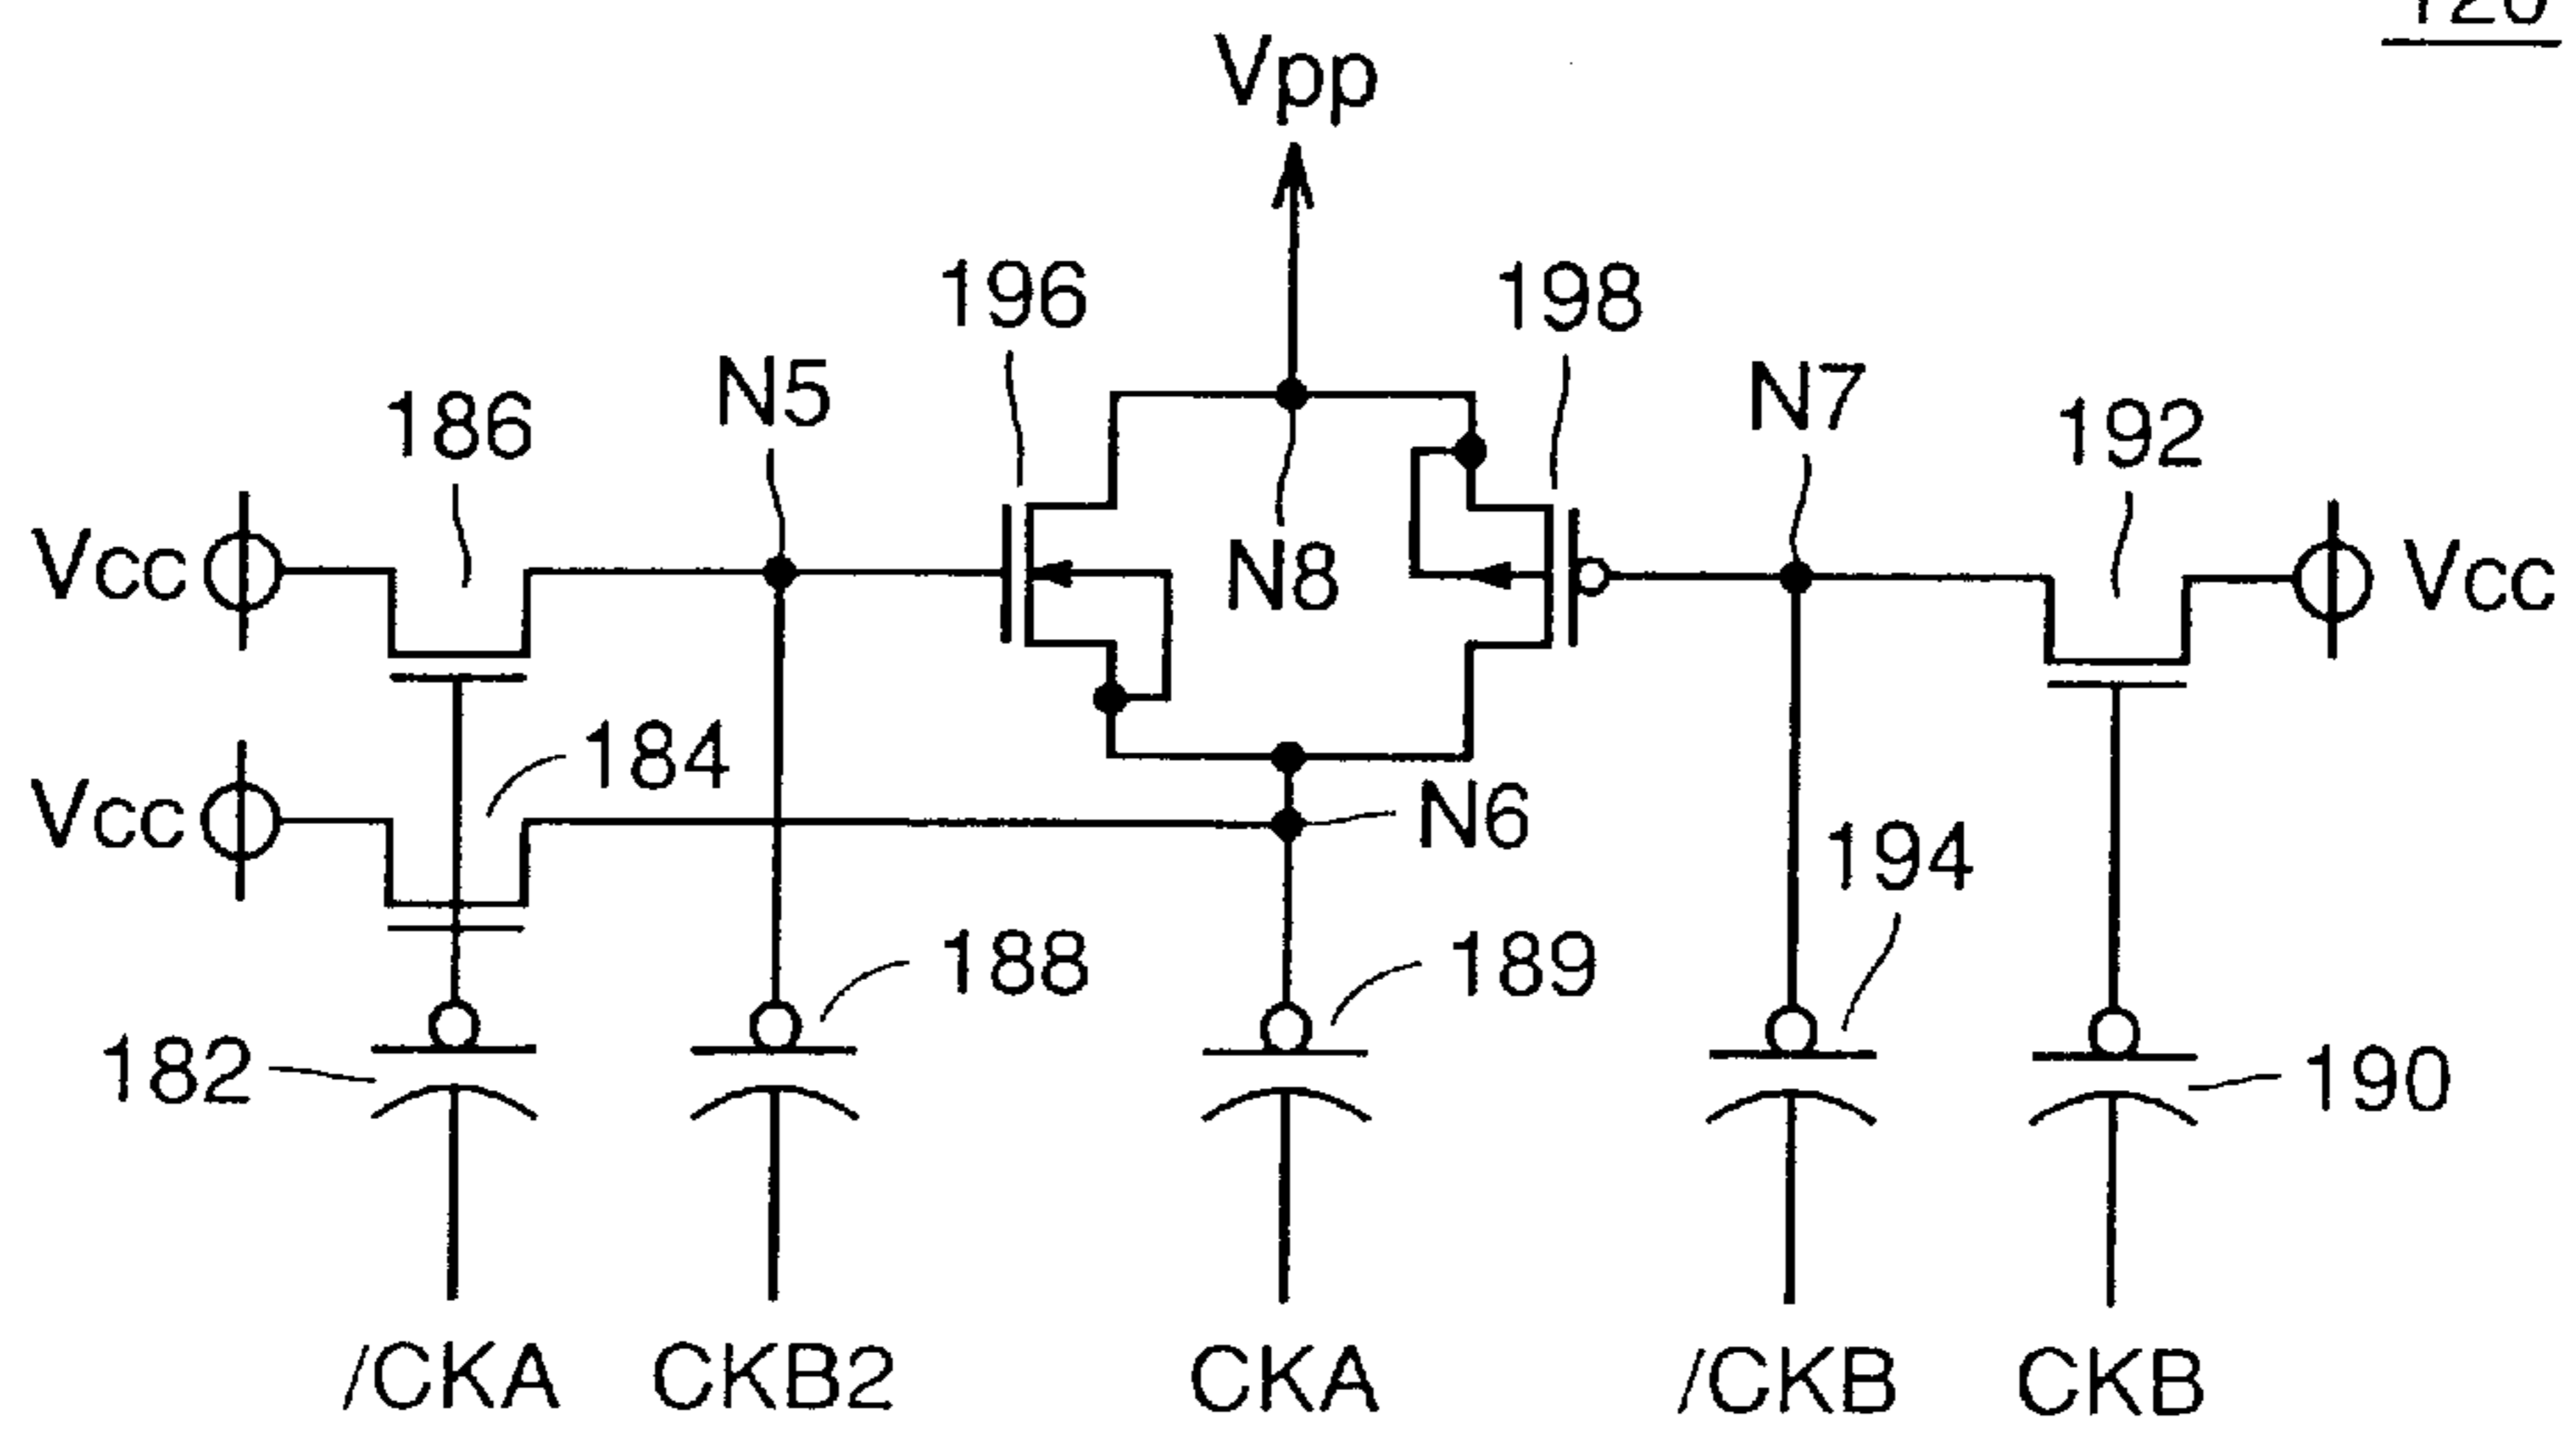 Vpp
196
198
N5
N7
186
192
Vcc
N8
Vcc
184
Vcc
N6
194
188
189
182
190
/CKA CKB2 CKA /CKB CKB